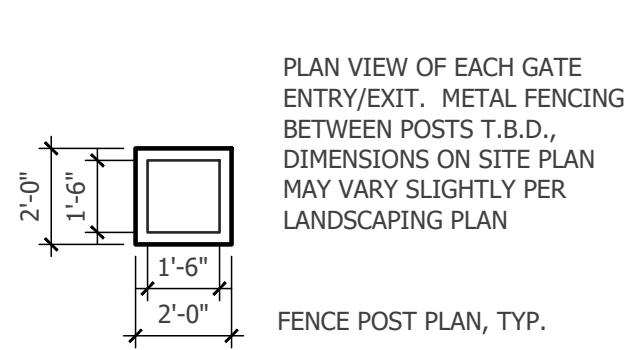 PLAN VIEW OF EACH GATE
ENTRY/EXIT.  METAL FENCING
BETWEEN POSTS T.B.D.,
DIMENSIONS ON SITE PLAN
MAY VARY SLIGHTLY PER
LANDSCAPING PLAN
2'-0"
1'-6"
1'-6"
2'-0"
FENCE POST PLAN, TYP.